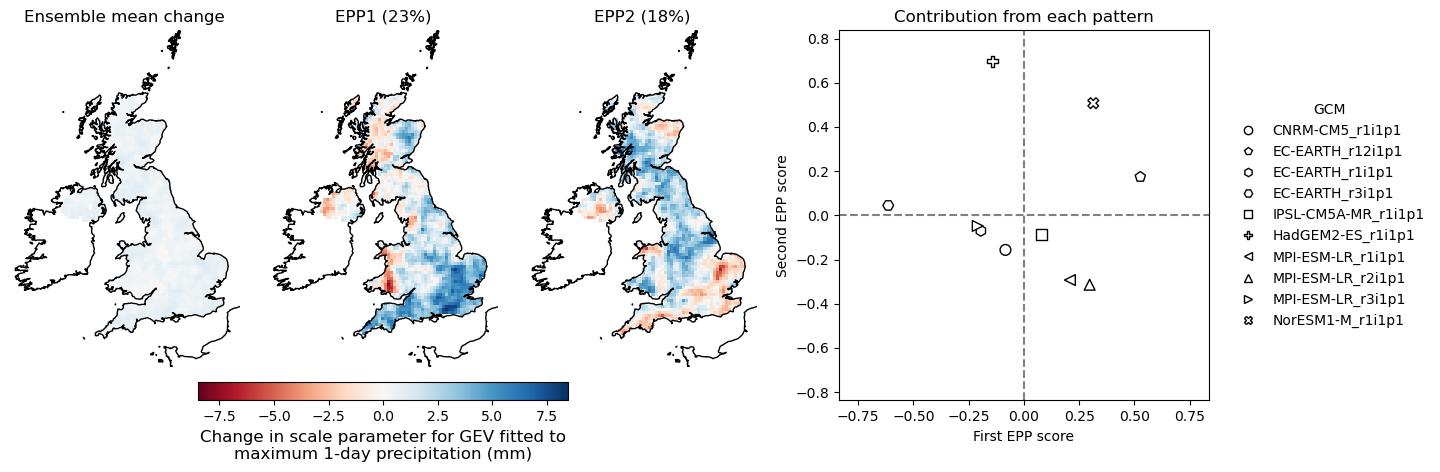 Ensemble mean change
EPP1 (23%)
EPP2 (18%)
Contribution from each pattern
0.8
0.6
0.4
0.2
0.0
−0.2
−0.4
−0.6
−0.8
Second EPP score
−0.75
−0.50
−0.25
0.00
0.25
0.50
0.75
First EPP score
GCM
CNRM-CM5_r1i1p1
EC-EARTH_r12i1p1
EC-EARTH_r1i1p1
EC-EARTH_r3i1p1
IPSL-CM5A-MR_r1i1p1
HadGEM2-ES_r1i1p1
MPI-ESM-LR_r1i1p1
MPI-ESM-LR_r2i1p1
MPI-ESM-LR_r3i1p1
NorESM1-M_r1i1p1
−7.5
−5.0
−2.5
0.0
2.5
5.0
7.5
Change in scale parameter for GEV fitted to
maximum 1-day precipitation (mm)